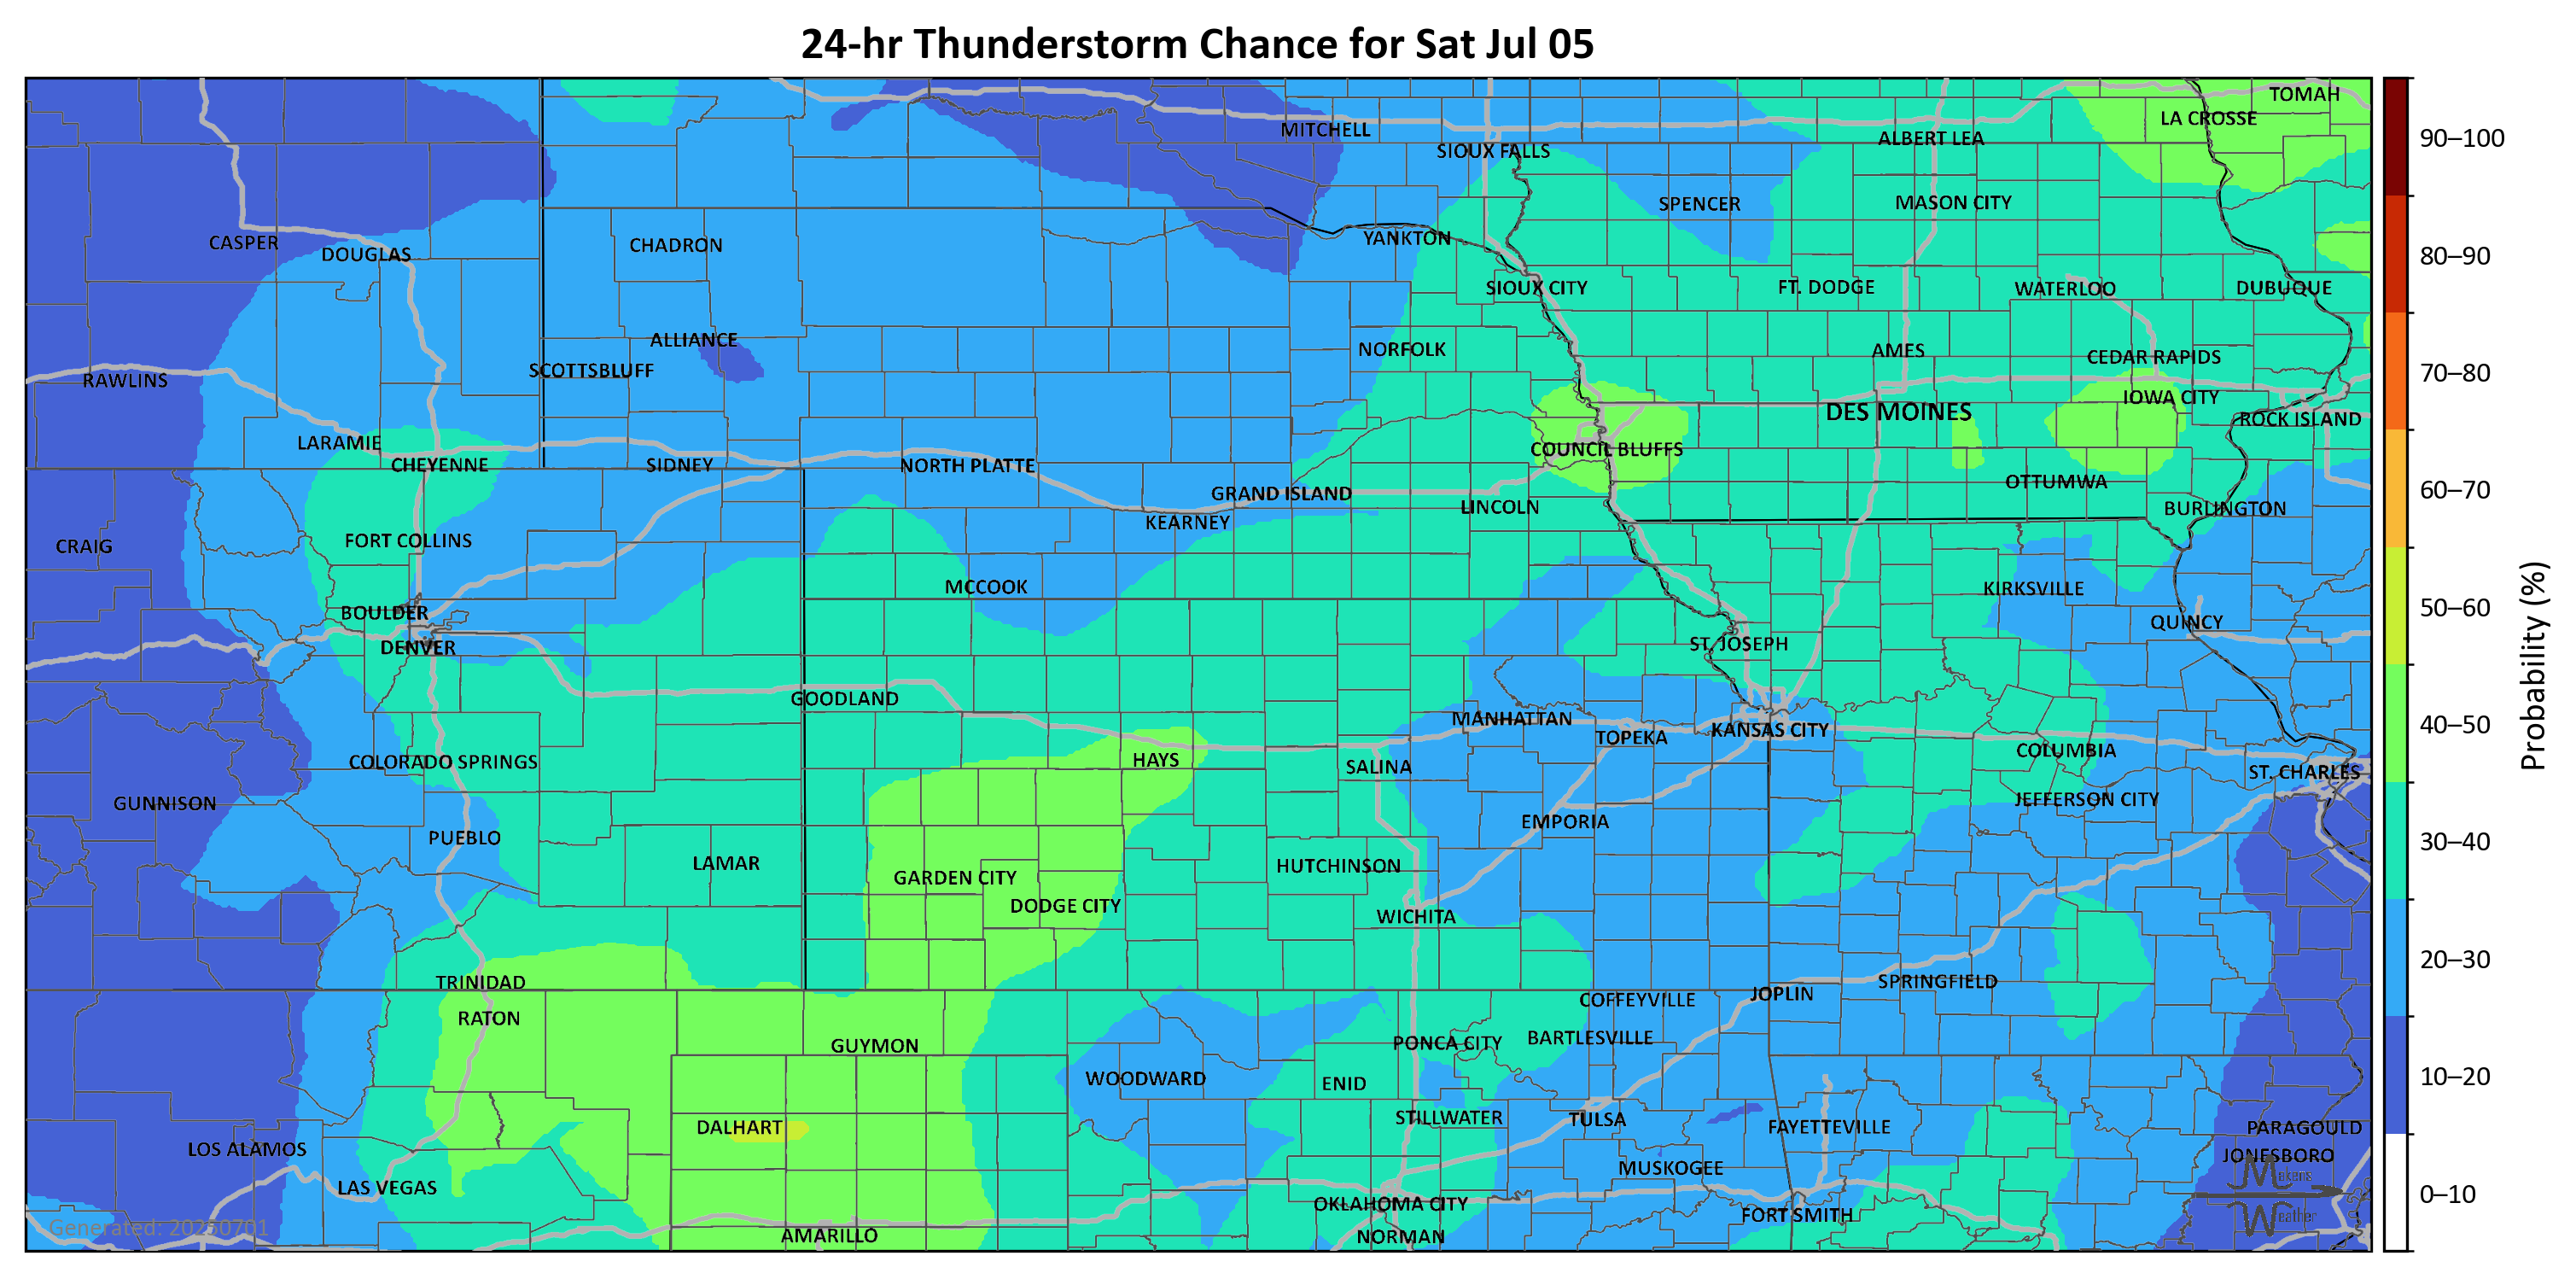 24-hr Thunderstorm Chance for Sat Jul 05
TOMAH
LA CROSSE
MITCHELL
ALBERT LEA
90–100
SIOUX FALLS
SPENCER
MASON CITY
CASPER
DOUGLAS
CHADRON
YANKTON
80–90
SIOUX CITY
FT. DODGE
WATERLOO
DUBUQUE
ALLIANCE
NORFOLK
AMES
CEDAR RAPIDS
RAWLINS
SCOTTSBLUFF
70–80
IOWA CITY
DES MOINES
ROCK ISLAND
LARAMIE
COUNCIL BLUFFS
CHEYENNE
SIDNEY
NORTH PLATTE
OTTUMWA
60–70
GRAND ISLAND
LINCOLN
BURLINGTON
KEARNEY
CRAIG
FORT COLLINS
MCCOOK
KIRKSVILLE
50–60
BOULDER
QUINCY
DENVER
ST. JOSEPH
Probability (%)
GOODLAND
MANHATTAN
KANSAS CITY
40–50
TOPEKA
COLORADO SPRINGS
HAYS
SALINA
COLUMBIA
ST. CHARLES
GUNNISON
JEFFERSON CITY
PUEBLO
EMPORIA
30–40
LAMAR
HUTCHINSON
GARDEN CITY
DODGE CITY
WICHITA
20–30
TRINIDAD
SPRINGFIELD
JOPLIN
COFFEYVILLE
RATON
GUYMON
PONCA CITY
BARTLESVILLE
WOODWARD
ENID
10–20
DALHART
STILLWATER
TULSA
FAYETTEVILLE
PARAGOULD
LOS ALAMOS
JONESBORO
MUSKOGEE
Makens
LAS VEGAS
OKLAHOMA CITY
0–10
FORT SMITH
Weather
Generated: 20250701
AMARILLO
NORMAN